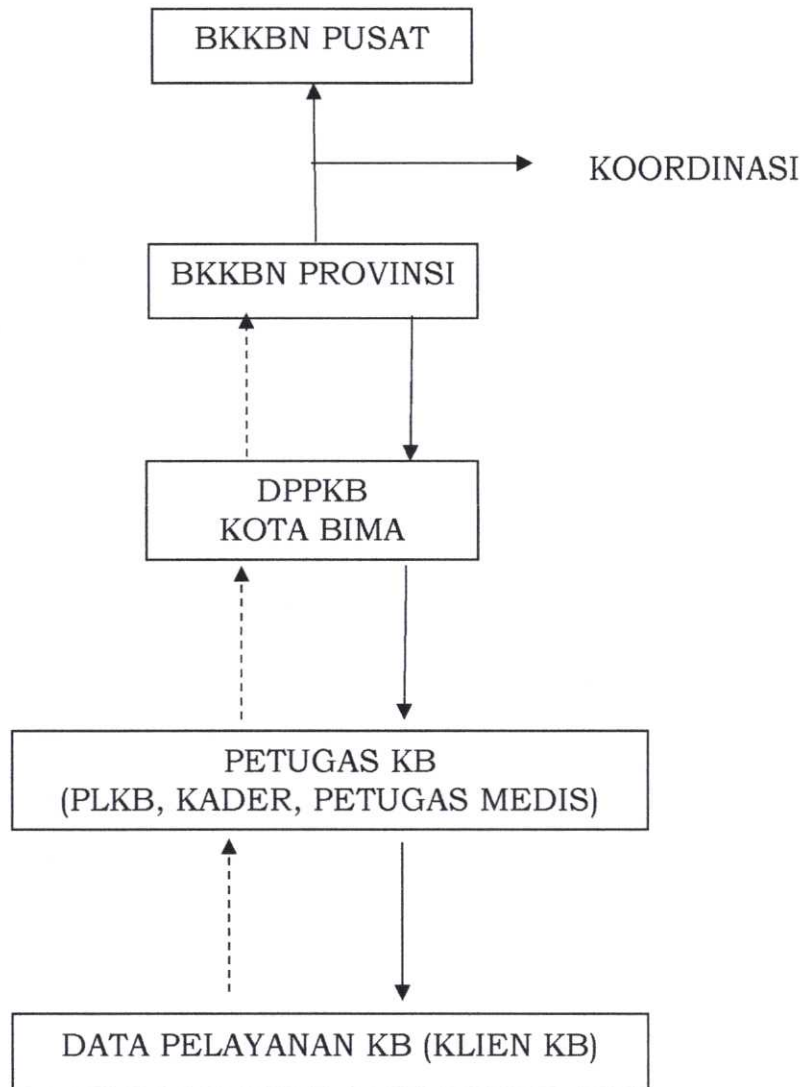 BKKBN PUSAT
KOORDINASI
BKKBN PROVINSI
DPPKB
KOTA BIMA
PETUGAS KB
(PLKB, KADER, PETUGAS MEDIS)
DATA PELAYANAN KB (KLIEN KB)